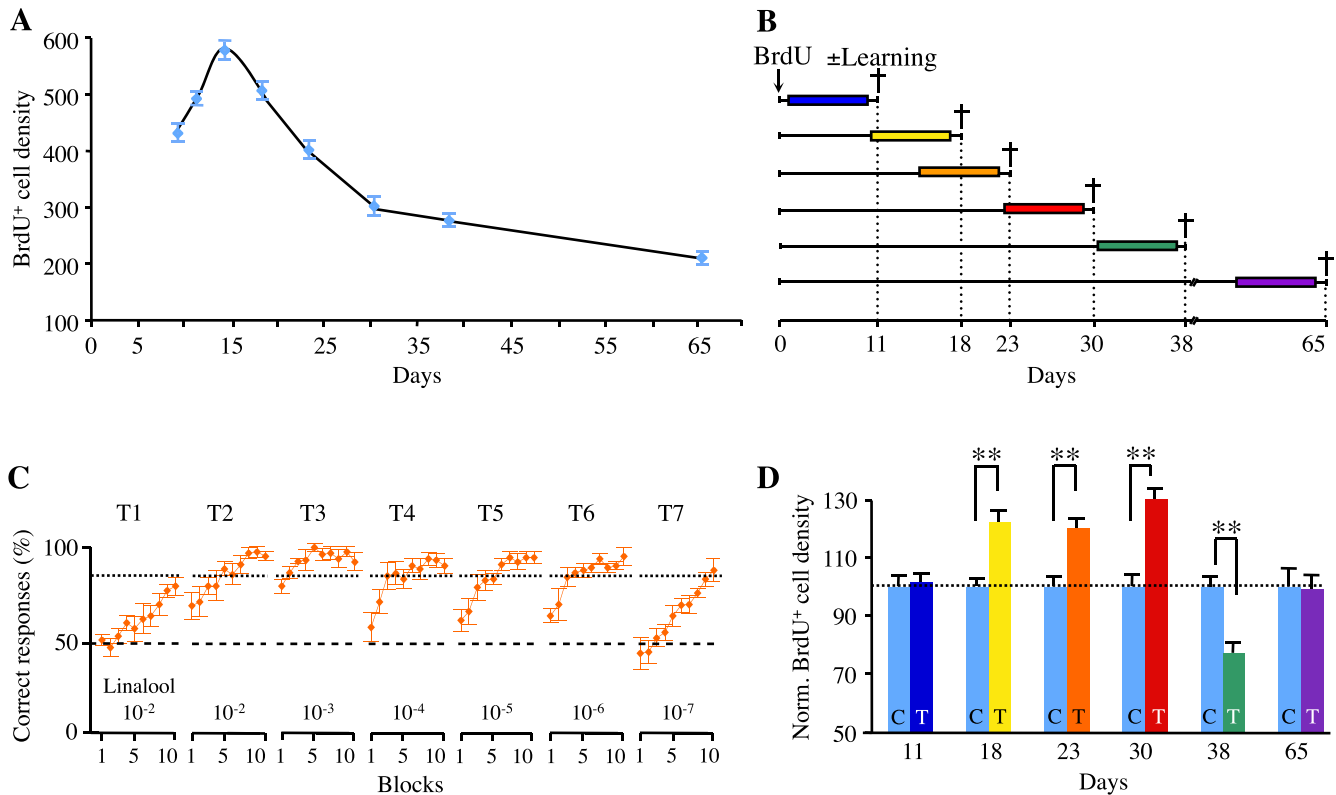 A
600
500
400
300
200
100
BrdU⁺ cell density
0 5 15 25 35 45 55 65
Days
B
BrdU ±Learning
0 11 18 23 30 38 65
Days
C
T1 T2 T3 T4 T5 T6 T7
100
50
0
Correct responses (%)
Linalool
10⁻² 10⁻² 10⁻³ 10⁻⁴ 10⁻⁵ 10⁻⁶ 10⁻⁷
1 5 10 1 5 10 1 5 10 1 5 10 1 5 10 1 5 10 1 5 10
Blocks
D
** ** ** **
130
110
90
70
50
Norm. BrdU⁺ cell density
C T C T C T C T C T C T
11 18 23 30 38 65
Days